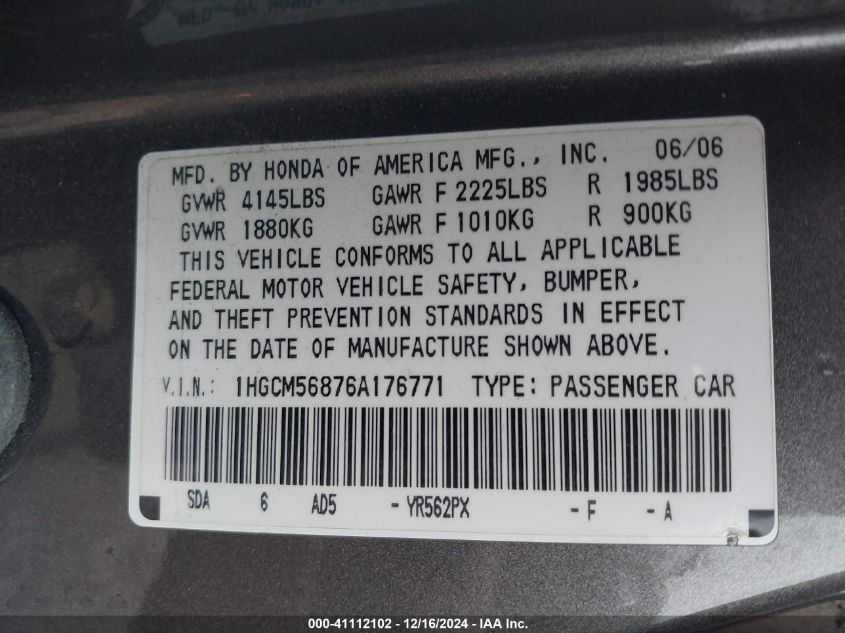 MFD. BY HONDA OF AMERICA MFG., INC. 06/06
GVWR 4145LBS GAWR F 2225LBS R 1985LBS
GVWR 1880KG GAWR F 1010KG R 900KG
THIS VEHICLE CONFORMS TO ALL APPLICABLE
FEDERAL MOTOR VEHICLE SAFETY, BUMPER,
AND THEFT PREVENTION STANDARDS IN EFFECT
ON THE DATE OF MANUFACTURE SHOWN ABOVE.
V.I.N.: 1HGCM56876A176771 TYPE: PASSENGER CAR
SDA 6 AD5 - YR562PX - F - A
000-41112102 - 12/16/2024 - IAA Inc.